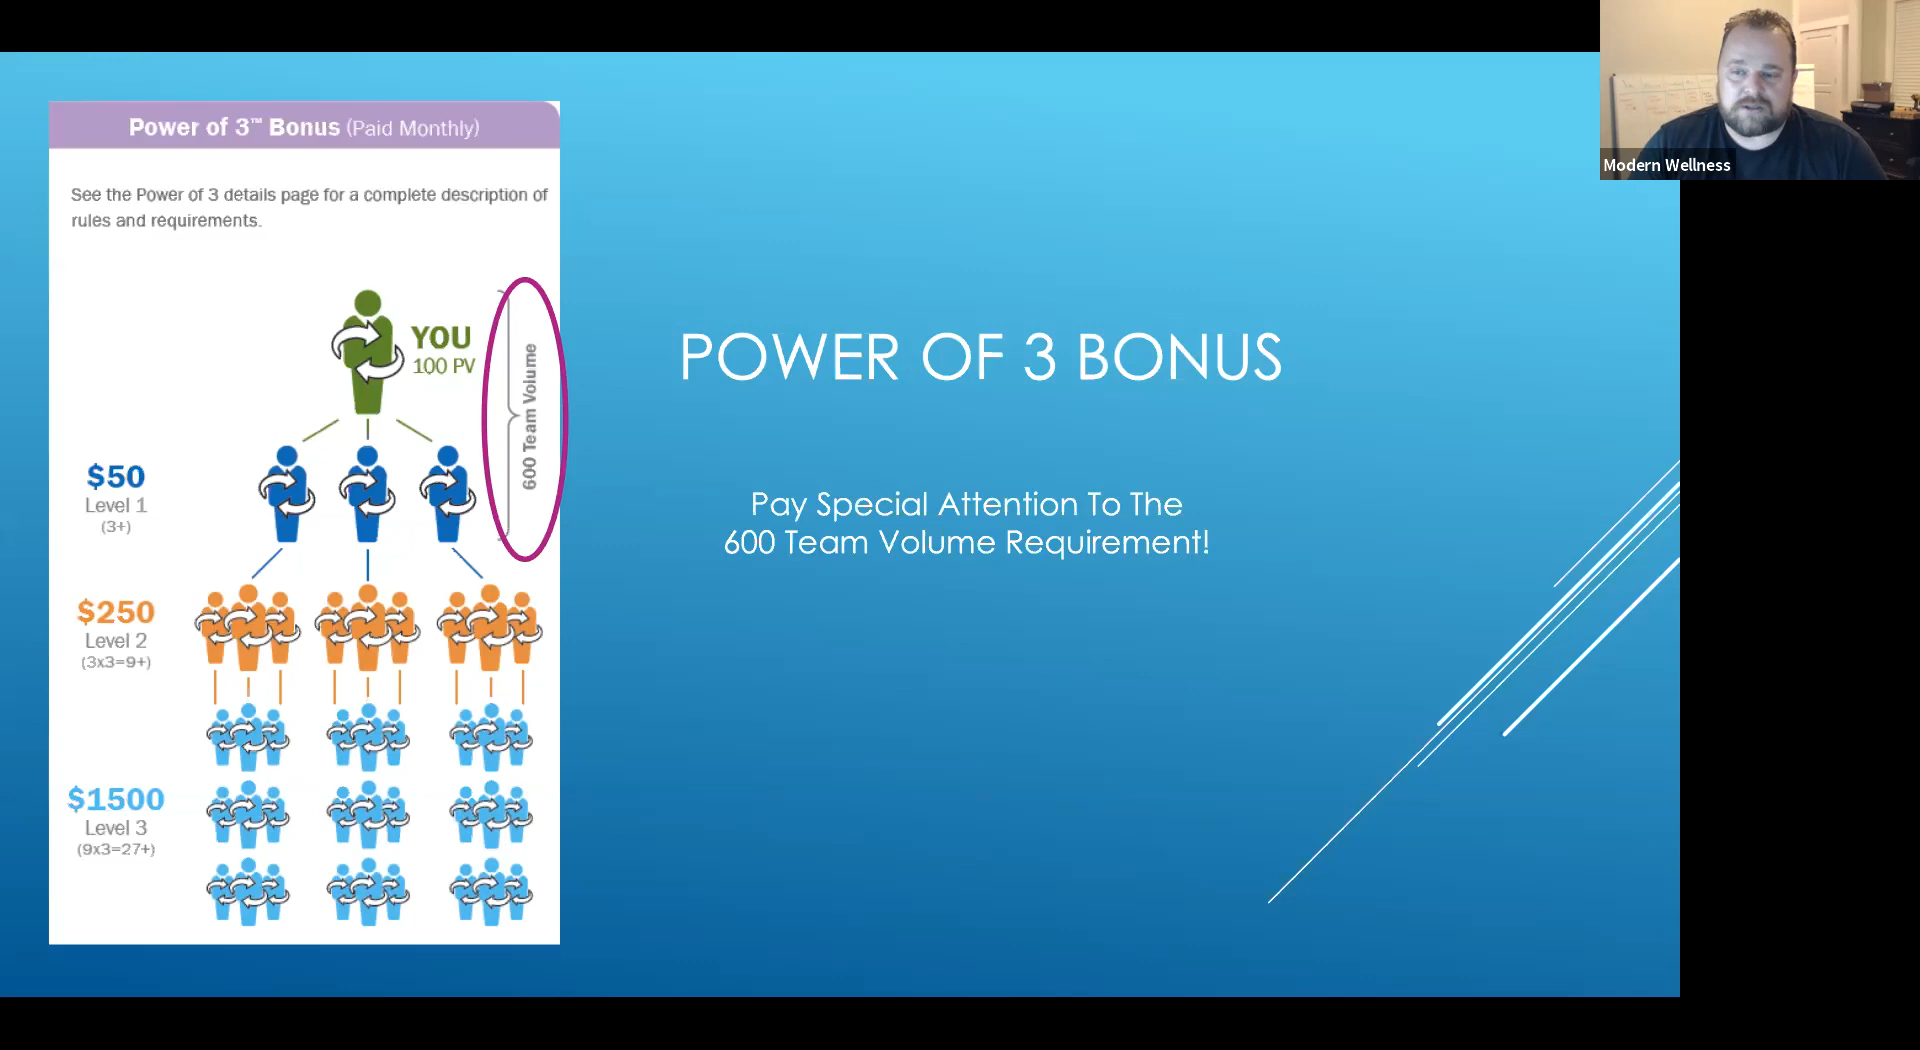 Power of 3™ Bonus (Paid Monthly)
See the Power of 3 details page for a complete description of
rules and requirements.
YOU
100 PV
600 Team Volume
$50
Level 1
(3+)
$250
Level 2
(3x3=9+)
$1500
Level 3
(9x3=27+)
POWER OF 3 BONUS
Pay Special Attention To The
600 Team Volume Requirement!
Modern Wellness